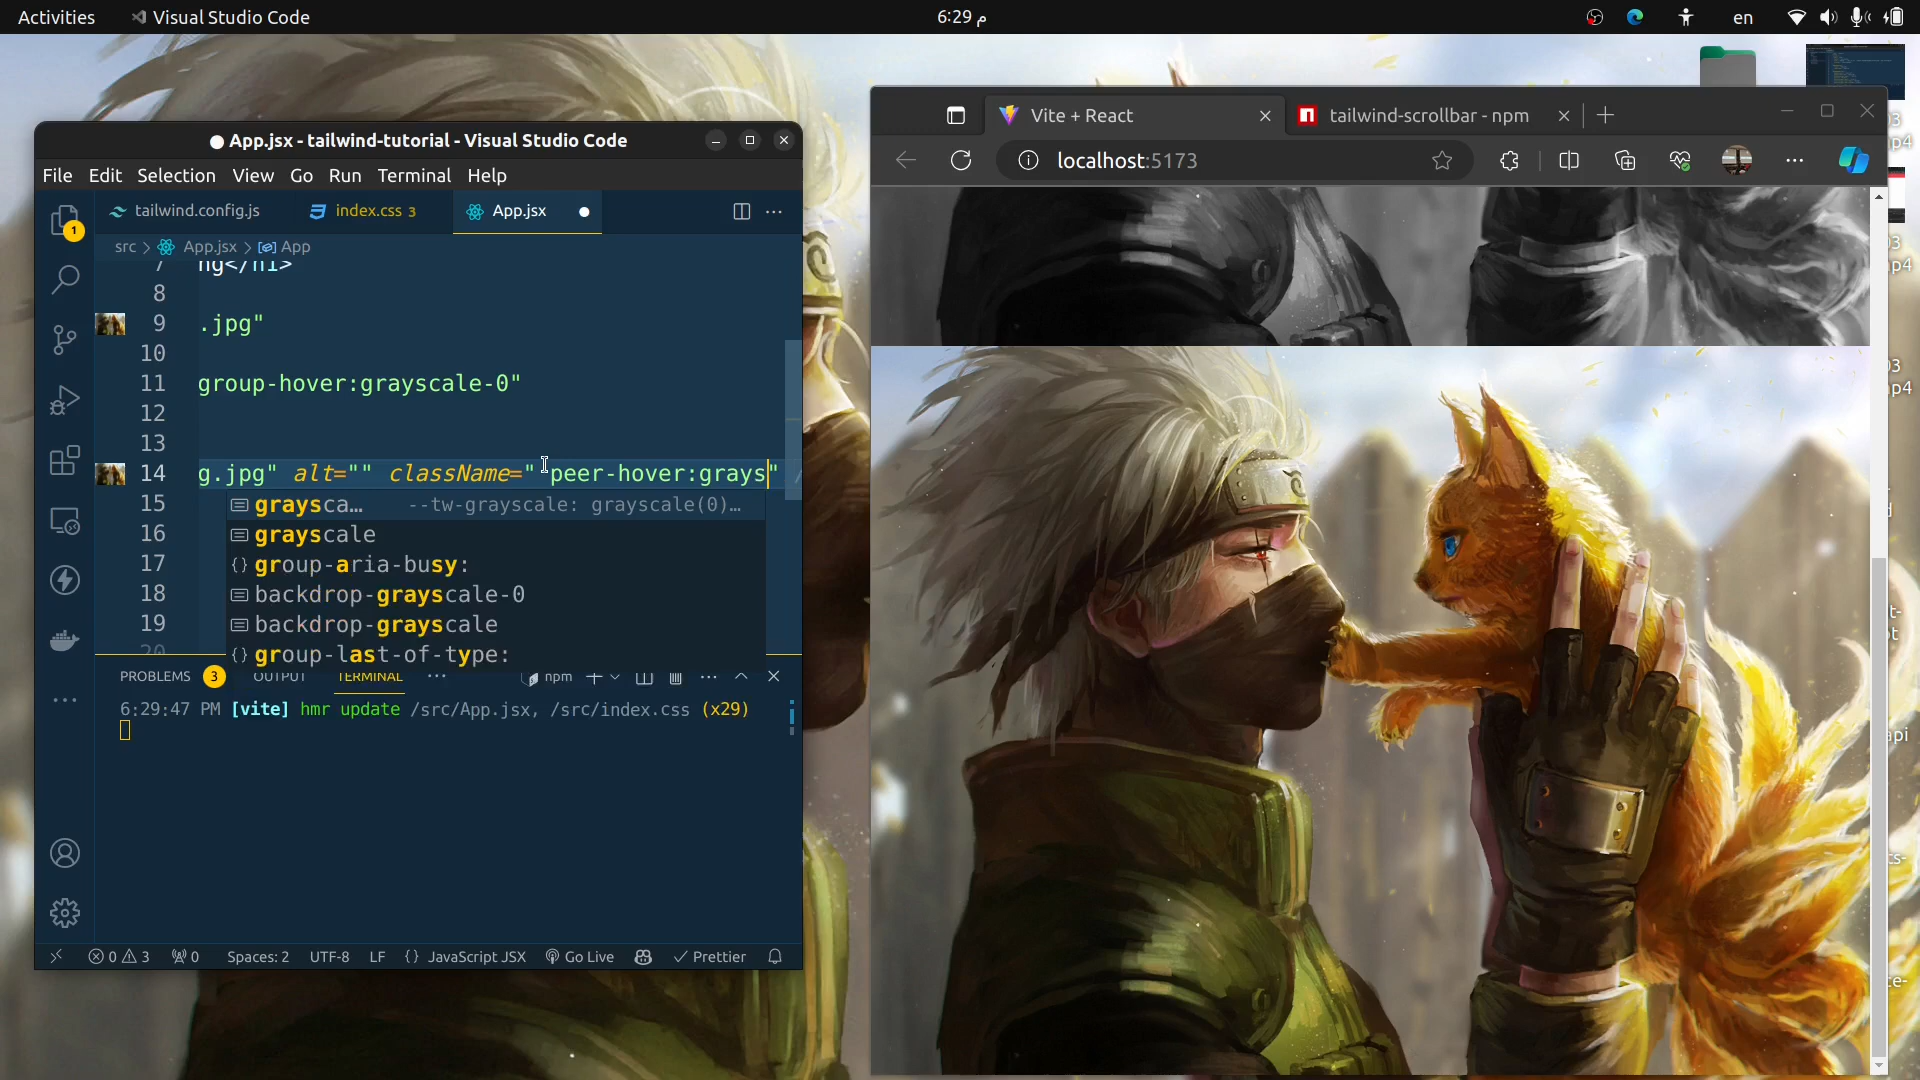 Activities
Visual Studio Code
6:29 م
en
App.jsx - tailwind-tutorial - Visual Studio Code
File Edit Selection View Go Run Terminal Help
tailwind.config.js
index.css 3
App.jsx
src > App.jsx > App
7 ng</h1>
8
9 .jpg"
10
11 group-hover:grayscale-0"
12
13
14 g.jpg" alt="" className=" peer-hover:grays" /
15
16
17
18
19
20
1
graysca… --tw-grayscale: grayscale(0)…
grayscale
group-aria-busy:
backdrop-grayscale-0
backdrop-grayscale
group-last-of-type:
PROBLEMS 3 OUTPUT TERMINAL ··· npm
6:29:47 PM [vite] hmr update /src/App.jsx, /src/index.css (x29)
0 3 0 Spaces: 2 UTF-8 LF {} JavaScript JSX Go Live Prettier
Vite + React
tailwind-scrollbar - npm
localhost:5173